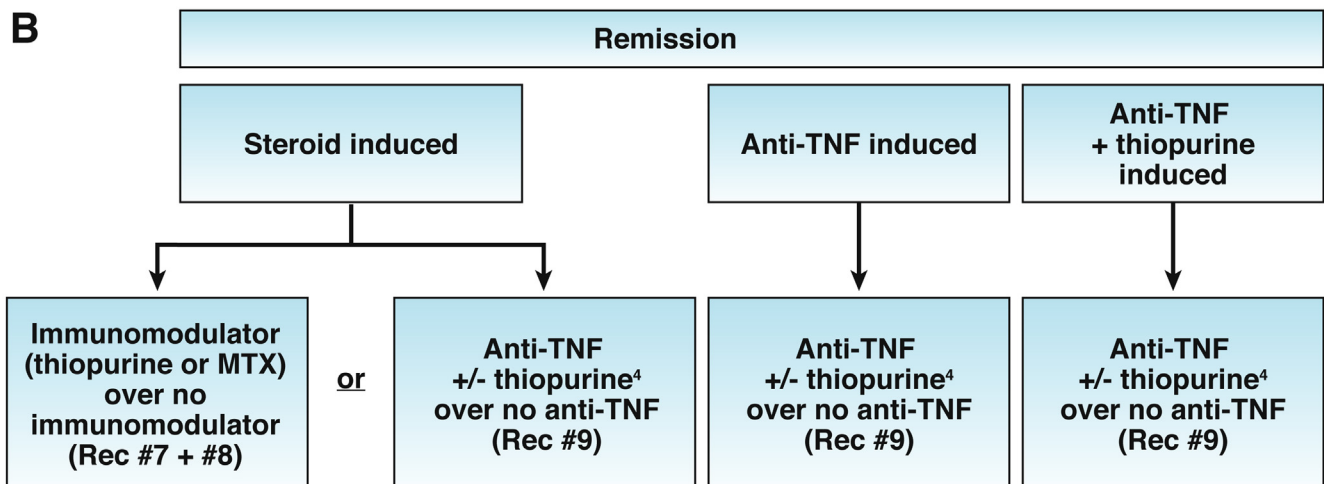 B
Remission
Steroid induced
Anti-TNF induced
Anti-TNF
+ thiopurine
induced
Immunomodulator
(thiopurine or MTX)
over no
immunomodulator
(Rec #7 + #8)
or
Anti-TNF
+/- thiopurine⁴
over no anti-TNF
(Rec #9)
Anti-TNF
+/- thiopurine⁴
over no anti-TNF
(Rec #9)
Anti-TNF
+/- thiopurine⁴
over no anti-TNF
(Rec #9)